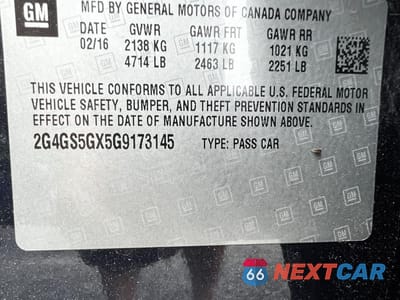 GM
MFD BY GENERAL MOTORS OF CANADA COMPANY
DATE GVWR GAWR FRT GAWR RR
02/16 2138 KG 1117 KG 1021 KG
4714 LB 2463 LB 2251 LB
THIS VEHICLE CONFORMS TO ALL APPLICABLE U.S. FEDERAL MOTOR
VEHICLE SAFETY, BUMPER, AND THEFT PREVENTION STANDARDS IN
EFFECT ON THE DATE OF MANUFACTURE SHOWN ABOVE.
2G4GS5GX5G9173145 TYPE: PASS CAR
66 NEXTCAR